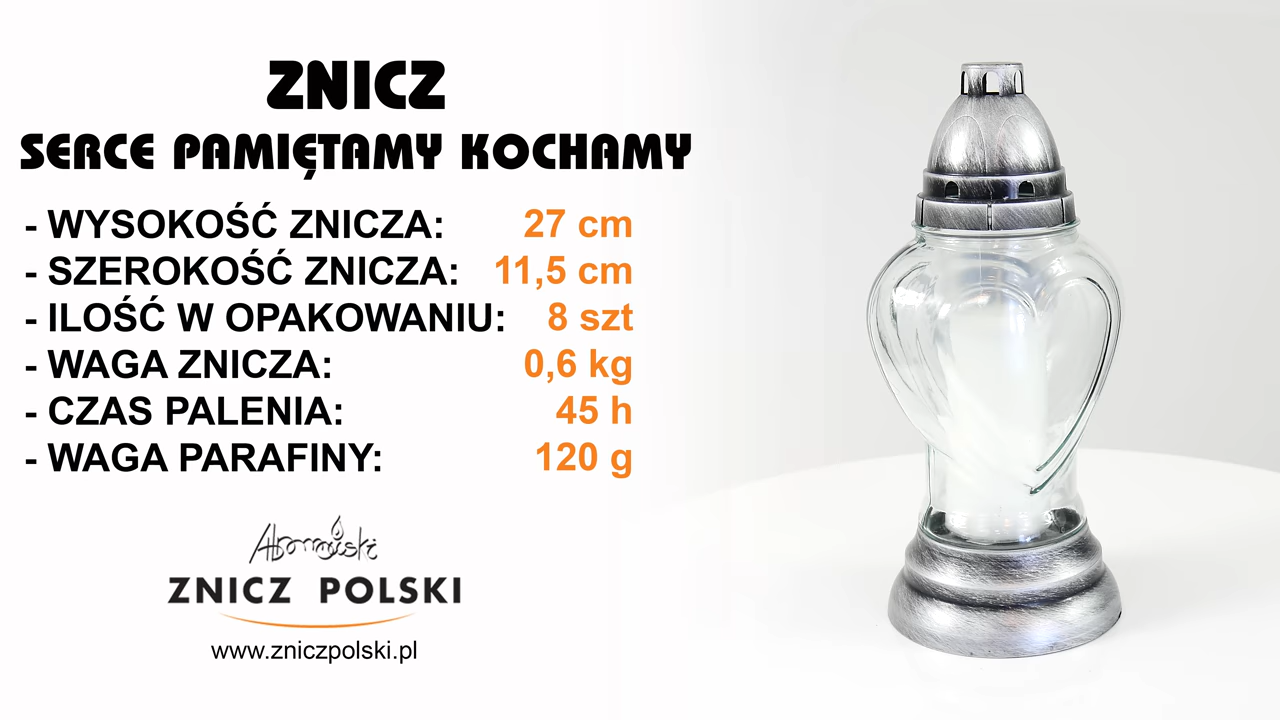 ZNICZ
SERCE PAMIĘTAMY KOCHAMY
- WYSOKOŚĆ ZNICZA: 27 cm
- SZEROKOŚĆ ZNICZA: 11,5 cm
- ILOŚĆ W OPAKOWANIU: 8 szt
- WAGA ZNICZA: 0,6 kg
- CZAS PALENIA: 45 h
- WAGA PARAFINY: 120 g
ZNICZ POLSKI
www.zniczpolski.pl